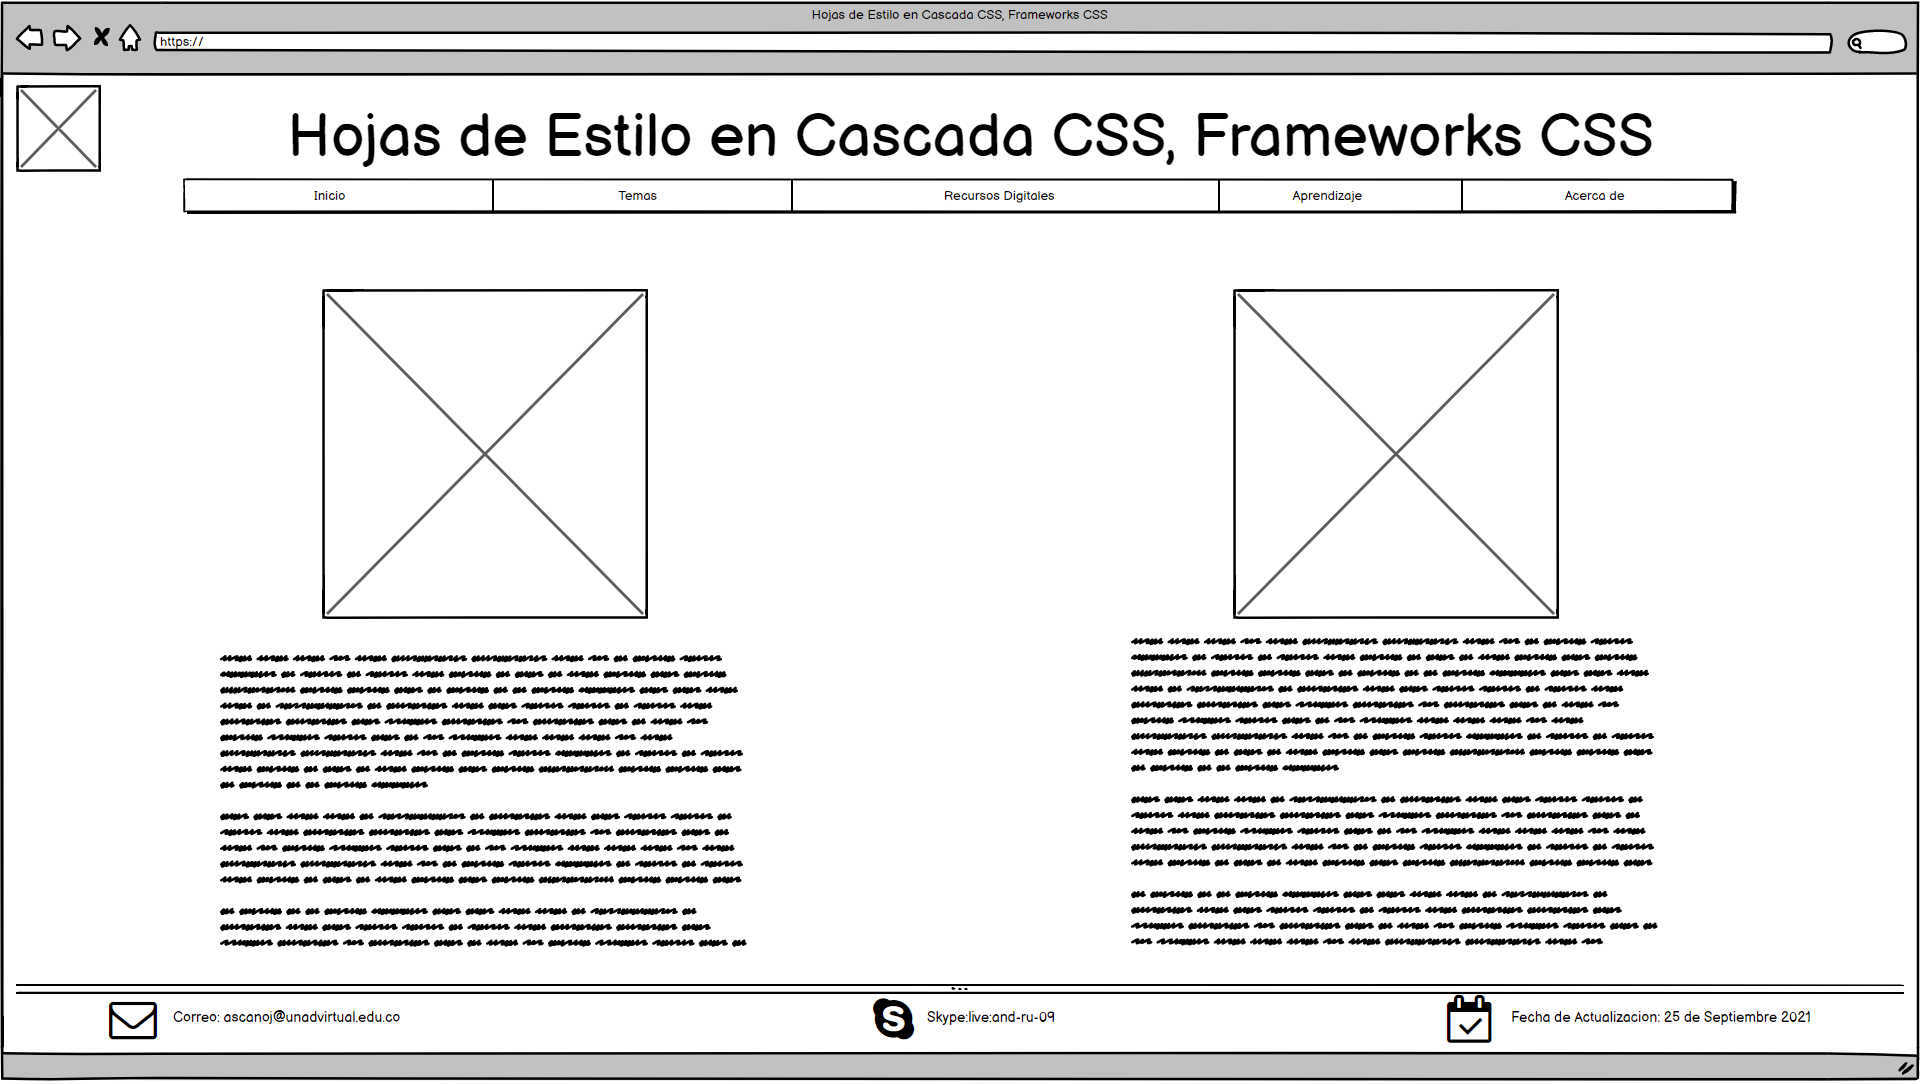 Hojas de Estilo en Cascada CSS, Frameworks CSS
https://
Hojas de Estilo en Cascada CSS, Frameworks CSS
Inicio
Temas
Recursos Digitales
Aprendizaje
Acerca de
Correo: ascanoj@unadvirtual.edu.co
Skype:live:and-ru-09
Fecha de Actualizacion: 25 de Septiembre 2021